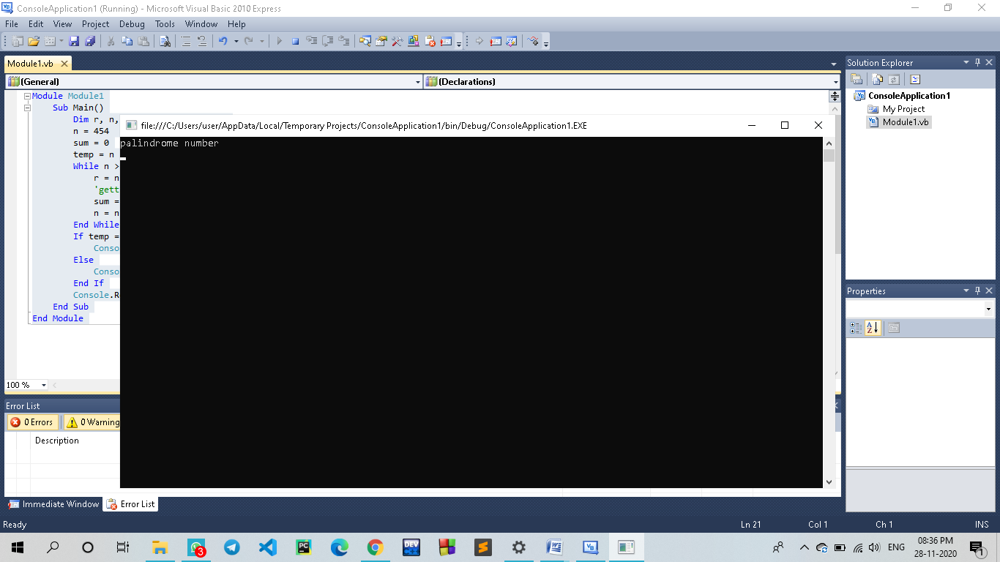 ConsoleApplication1 (Running) - Microsoft Visual Basic 2010 Express
File Edit View Project Debug Tools Window Help
Module1.vb
(General) (Declarations)
Module Module1
Sub Main()
Dim r, n,
n = 454
sum = 0
temp = n
While n >
r = n
'gett
sum =
n = n
End While
If temp =
Conso
Else
Conso
End If
Console.R
End Sub
End Module
100 %
file:///C:/Users/user/AppData/Local/Temporary Projects/ConsoleApplication1/bin/Debug/ConsoleApplication1.EXE
palindrome number
Error List
0 Errors 0 Warning
Description
Immediate Window Error List
Solution Explorer
ConsoleApplication1
My Project
Module1.vb
Properties
Ready Ln 21 Col 1 Ch 1 INS
3
DEV
ENG
08:36 PM
28-11-2020
1